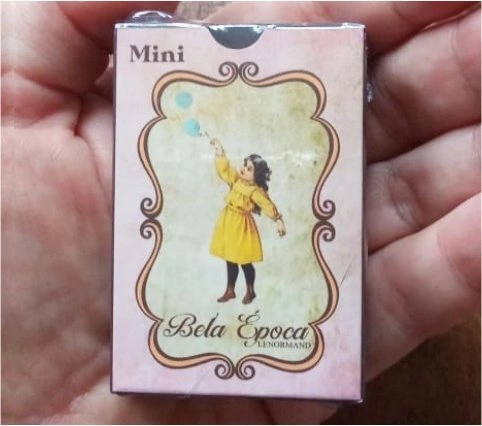 Mini
Bela Época
LENORMAND